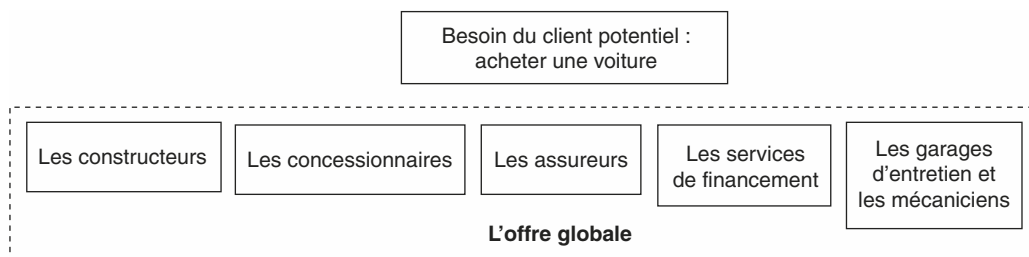 Besoin du client potentiel :
acheter une voiture
Les constructeurs
Les concessionnaires
Les assureurs
Les services
de financement
Les garages
d’entretien et
les mécaniciens
L’offre globale